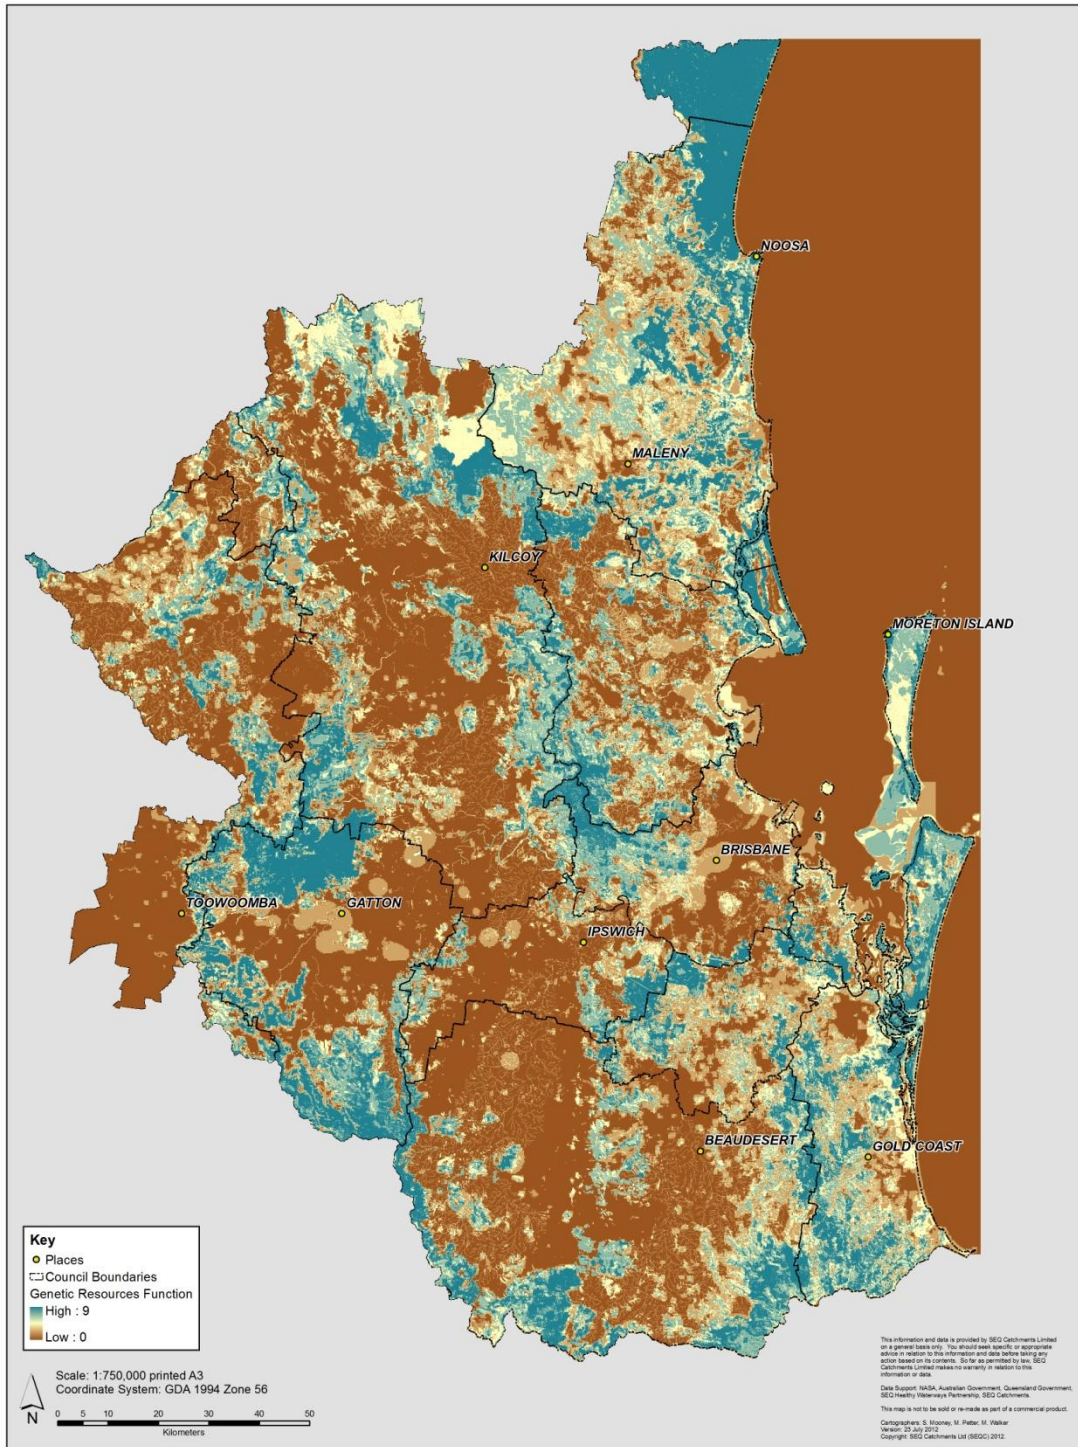 NOOSA
MALENY
KILCOY
MORETON ISLAND
BRISBANE
TOOWOOMBA
GATTON
IPSWICH
BEAUDESERT
GOLD COAST
Key
Places
Council Boundaries
Genetic Resources Function
High : 9
Low : 0
Scale: 1:750,000 printed A3
Coordinate System: GDA 1994 Zone 56
N
0 5 10 20 30 40 50
Kilometers
This information and data is provided by SEQ Catchments Limited
on a general basis only. You should seek specific or appropriate
advice in relation to this information and data before taking any
action based on its contents. So far as permitted by law, SEQ
Catchments Limited makes no warranty in relation to this
information or data.
Data Support: NASA, Australian Government, Queensland Government,
SEQ Healthy Waterways Partnership, SEQ Catchments.
This map is not to be sold or re-made as part of a commercial product.
Cartographers: S. Mooney, M. Petter, M. Walker
Version: 23 July 2012
Copyright: SEQ Catchments Ltd (SEQC) 2012.